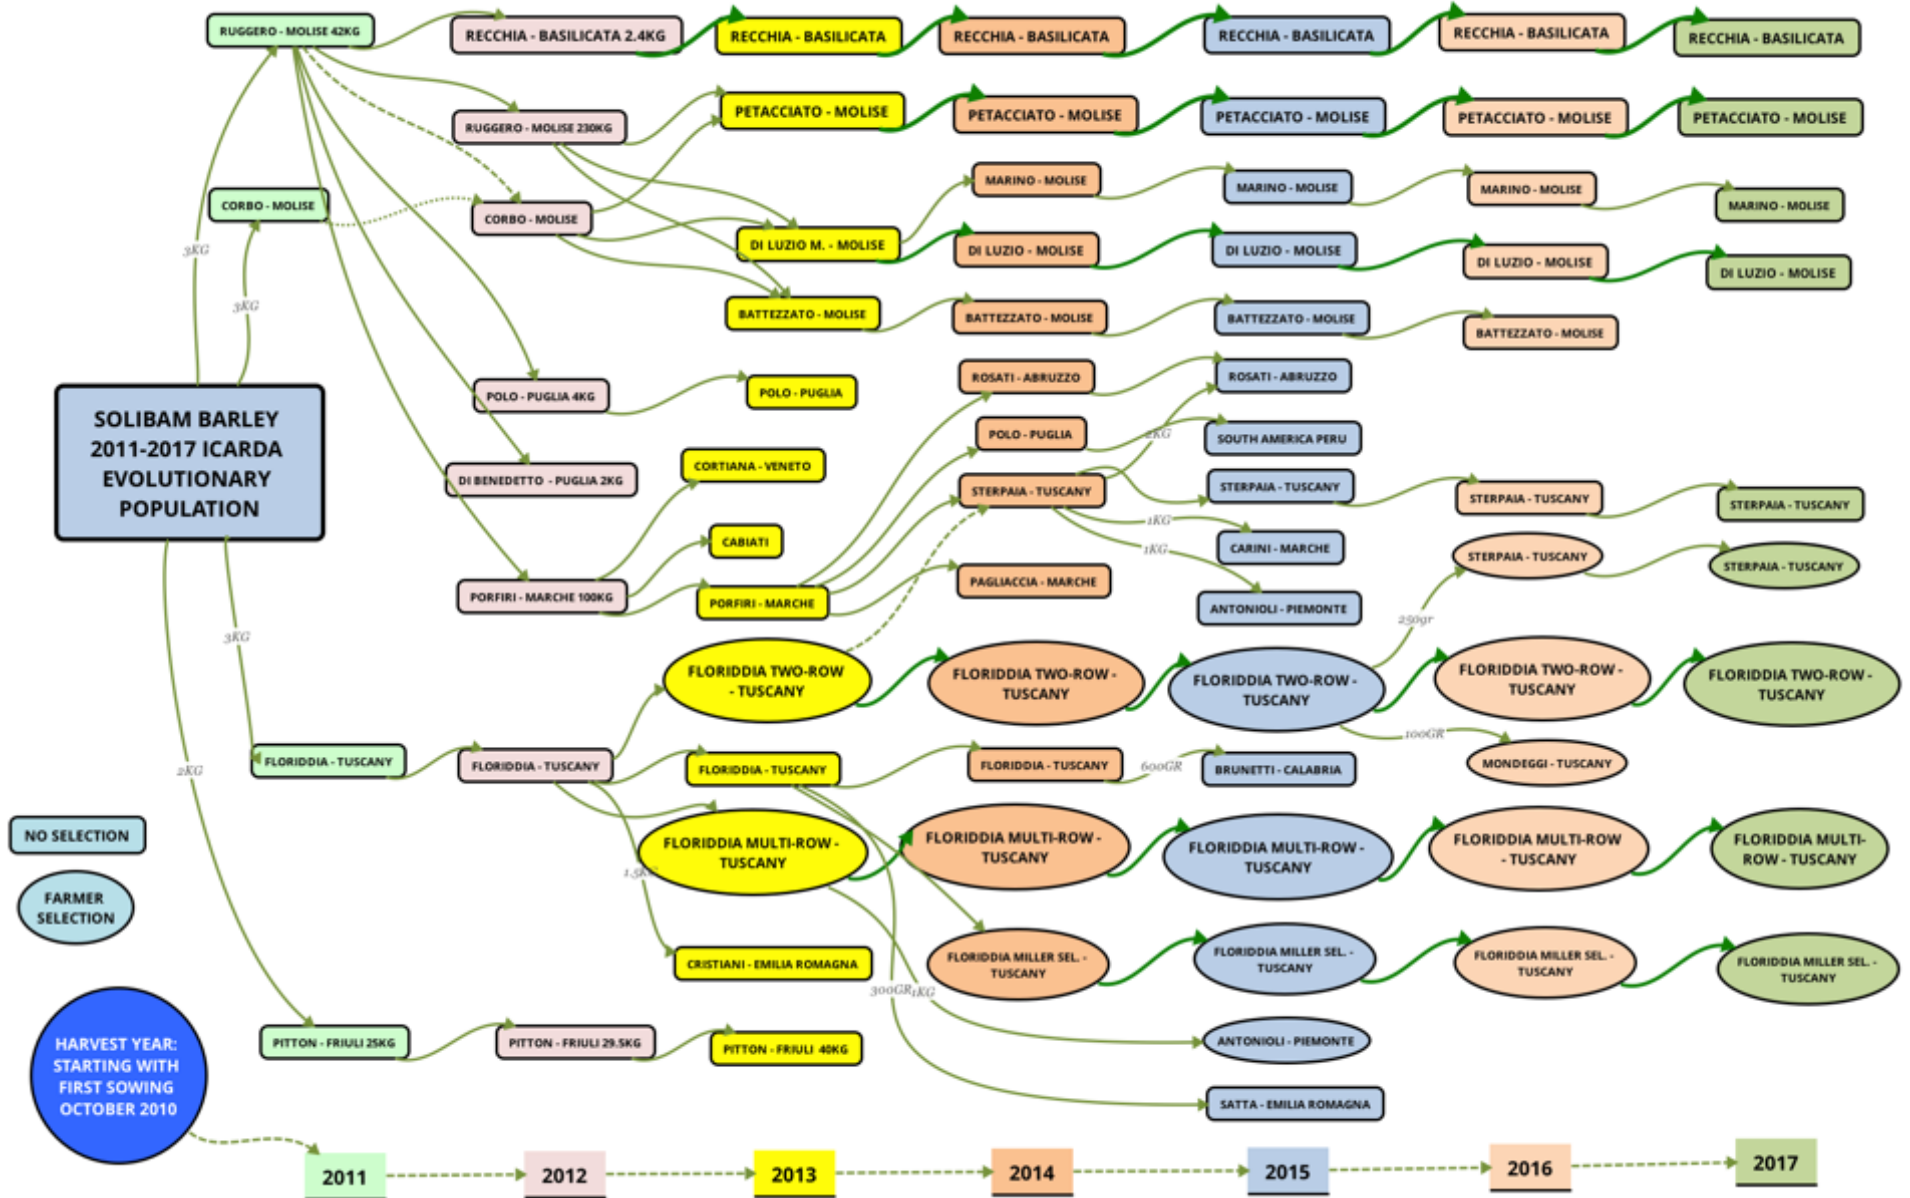 RUGGERO - MOLISE 42KG
RECCHIA - BASILICATA 2.4KG
RECCHIA - BASILICATA
RECCHIA - BASILICATA
RECCHIA - BASILICATA
RECCHIA - BASILICATA
RECCHIA - BASILICATA
RUGGERO - MOLISE 230KG
PETACCIATO - MOLISE
PETACCIATO - MOLISE
PETACCIATO - MOLISE
PETACCIATO - MOLISE
PETACCIATO - MOLISE
CORBO - MOLISE
CORBO - MOLISE
MARINO - MOLISE
MARINO - MOLISE
MARINO - MOLISE
MARINO - MOLISE
3KG
3KG
DI LUZIO M. - MOLISE
DI LUZIO - MOLISE
DI LUZIO - MOLISE
DI LUZIO - MOLISE
DI LUZIO - MOLISE
BATTEZZATO - MOLISE
BATTEZZATO - MOLISE
BATTEZZATO - MOLISE
BATTEZZATO - MOLISE
SOLIBAM BARLEY
2011-2017 ICARDA
EVOLUTIONARY
POPULATION
POLO - PUGLIA 4KG
POLO - PUGLIA
ROSATI - ABRUZZO
ROSATI - ABRUZZO
POLO - PUGLIA
2KG
SOUTH AMERICA PERU
DI BENEDETTO - PUGLIA 2KG
CORTIANA - VENETO
STERPAIA - TUSCANY
STERPAIA - TUSCANY
STERPAIA - TUSCANY
STERPAIA - TUSCANY
1KG
1KG
CABIATI
CARINI - MARCHE
STERPAIA - TUSCANY
STERPAIA - TUSCANY
PORFIRI - MARCHE 100KG
PORFIRI - MARCHE
PAGLIACCIA - MARCHE
ANTONIOLI - PIEMONTE
250gr
3KG
FLORIDDIA TWO-ROW
- TUSCANY
FLORIDDIA TWO-ROW -
TUSCANY
FLORIDDIA TWO-ROW -
TUSCANY
FLORIDDIA TWO-ROW -
TUSCANY
FLORIDDIA TWO-ROW -
TUSCANY
100GR
2KG
FLORIDDIA - TUSCANY
FLORIDDIA - TUSCANY
FLORIDDIA - TUSCANY
FLORIDDIA - TUSCANY
600GR
BRUNETTI - CALABRIA
MONDEGGI - TUSCANY
NO SELECTION
FLORIDDIA MULTI-ROW -
TUSCANY
FLORIDDIA MULTI-ROW -
TUSCANY
FLORIDDIA MULTI-ROW -
TUSCANY
FLORIDDIA MULTI-ROW
- TUSCANY
FLORIDDIA MULTI-
ROW - TUSCANY
1.5KG
FARMER
SELECTION
CRISTIANI - EMILIA ROMAGNA
FLORIDDIA MILLER SEL. -
TUSCANY
FLORIDDIA MILLER SEL. -
TUSCANY
FLORIDDIA MILLER SEL. -
TUSCANY
FLORIDDIA MILLER SEL. -
TUSCANY
300GR
1KG
PITTON - FRIULI 25KG
PITTON - FRIULI 29.5KG
PITTON - FRIULI 40KG
ANTONIOLI - PIEMONTE
SATTA - EMILIA ROMAGNA
HARVEST YEAR:
STARTING WITH
FIRST SOWING
OCTOBER 2010
2011
2012
2013
2014
2015
2016
2017